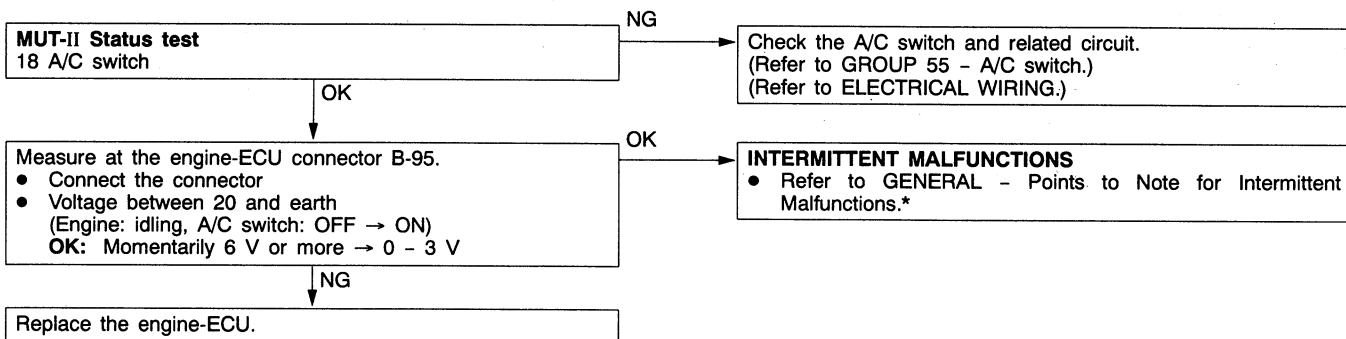 MUT-II Status test
18 A/C switch
NG
Check the A/C switch and related circuit.
(Refer to GROUP 55 – A/C switch.)
(Refer to ELECTRICAL WIRING.)
OK
Measure at the engine-ECU connector B-95.
● Connect the connector
● Voltage between 20 and earth
(Engine: idling, A/C switch: OFF → ON)
OK: Momentarily 6 V or more → 0 – 3 V
OK
INTERMITTENT MALFUNCTIONS
● Refer to GENERAL – Points to Note for Intermittent
Malfunctions.*
NG
Replace the engine-ECU.